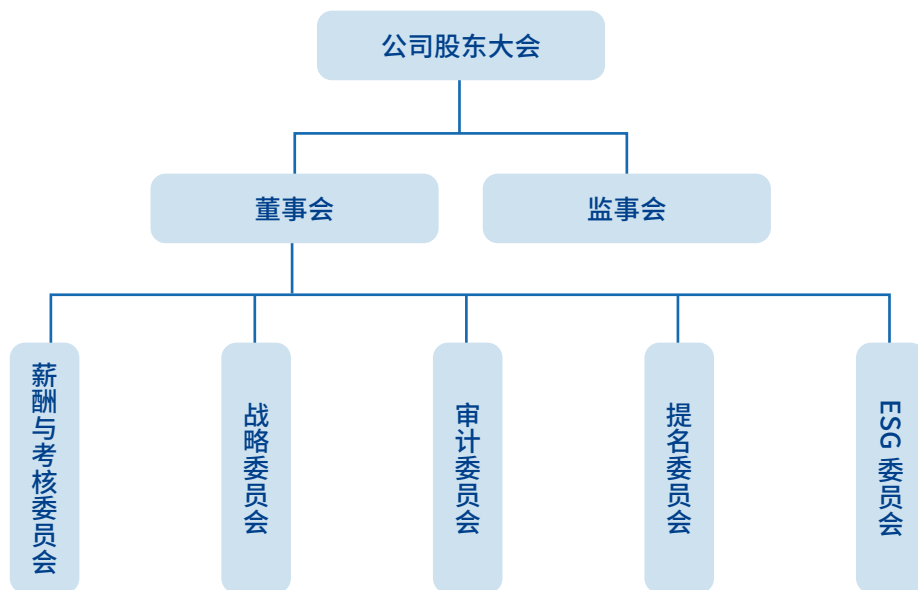 公司股东大会
董事会
监事会
薪酬与考核委员会
战略委员会
审计委员会
提名委员会
ESG 委员会